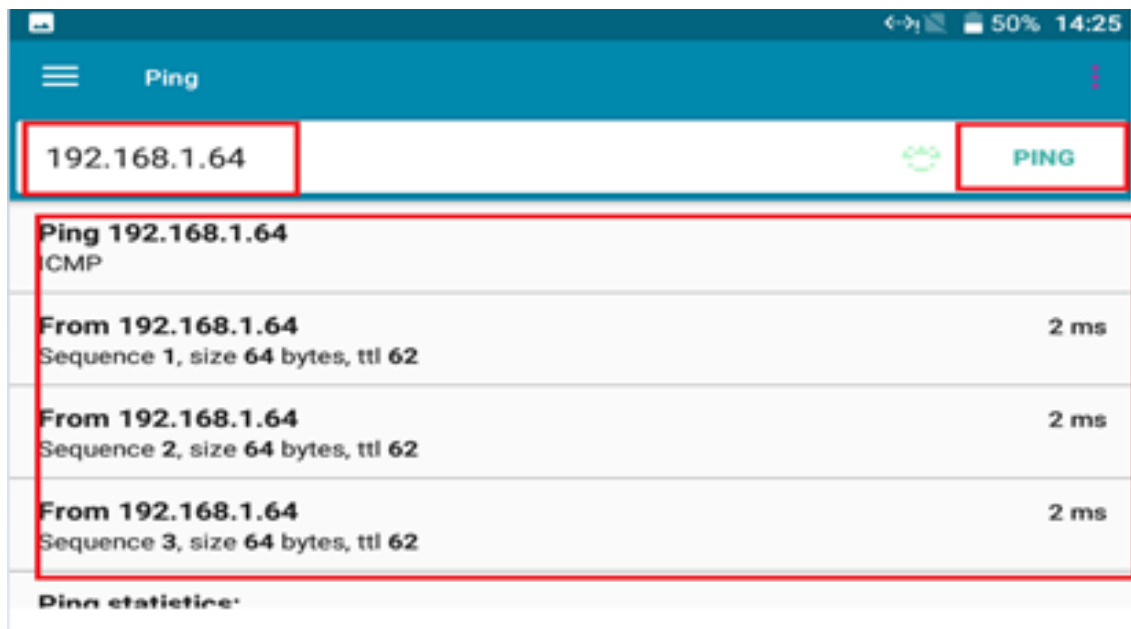 50% 14:25
Ping
192.168.1.64 PING
Ping 192.168.1.64
ICMP
From 192.168.1.64 2 ms
Sequence 1, size 64 bytes, ttl 62
From 192.168.1.64 2 ms
Sequence 2, size 64 bytes, ttl 62
From 192.168.1.64 2 ms
Sequence 3, size 64 bytes, ttl 62
Ping statistics: